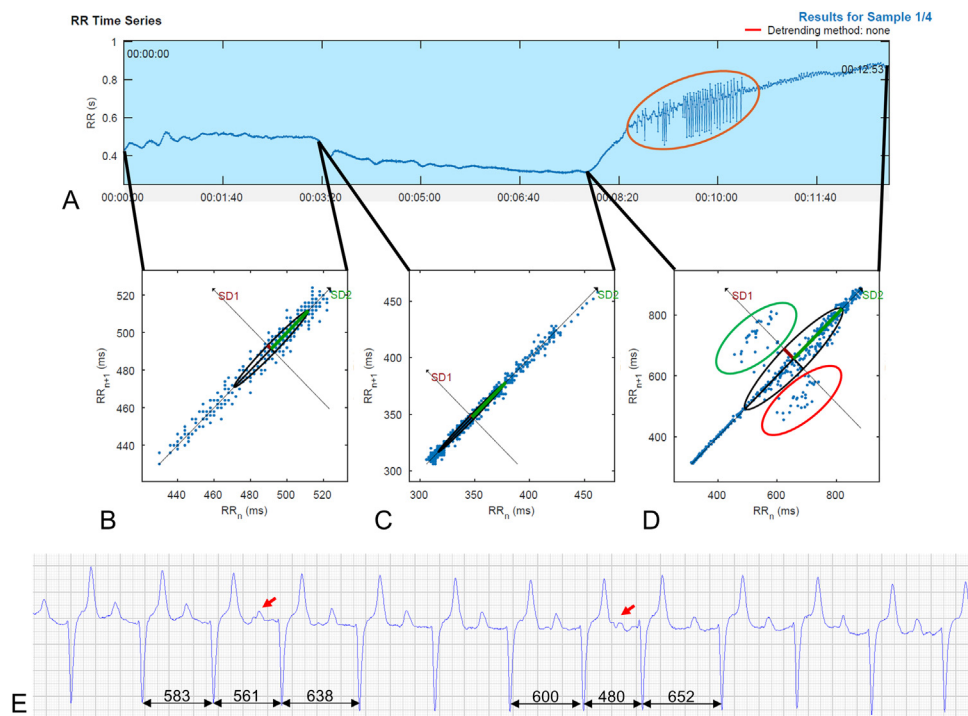 RR Time Series
Results for Sample 1/4
Detrending method: none
1
0.8
0.6
0.4
RR (s)
00:00:00
00:12:53
00:00:00 00:01:40 00:03:20 00:05:00 00:06:40 00:08:20 00:10:00 00:11:40
A
520
500
480
460
440
RRn+1 (ms)
SD1
SD2
440 460 480 500 520
RRn (ms)
B
450
400
350
300
RRn+1 (ms)
SD1
SD2
300 350 400 450
RRn (ms)
C
800
600
400
RRn+1 (ms)
SD1
SD2
400 600 800
RRn (ms)
D
583 561 638 600 480 652
E